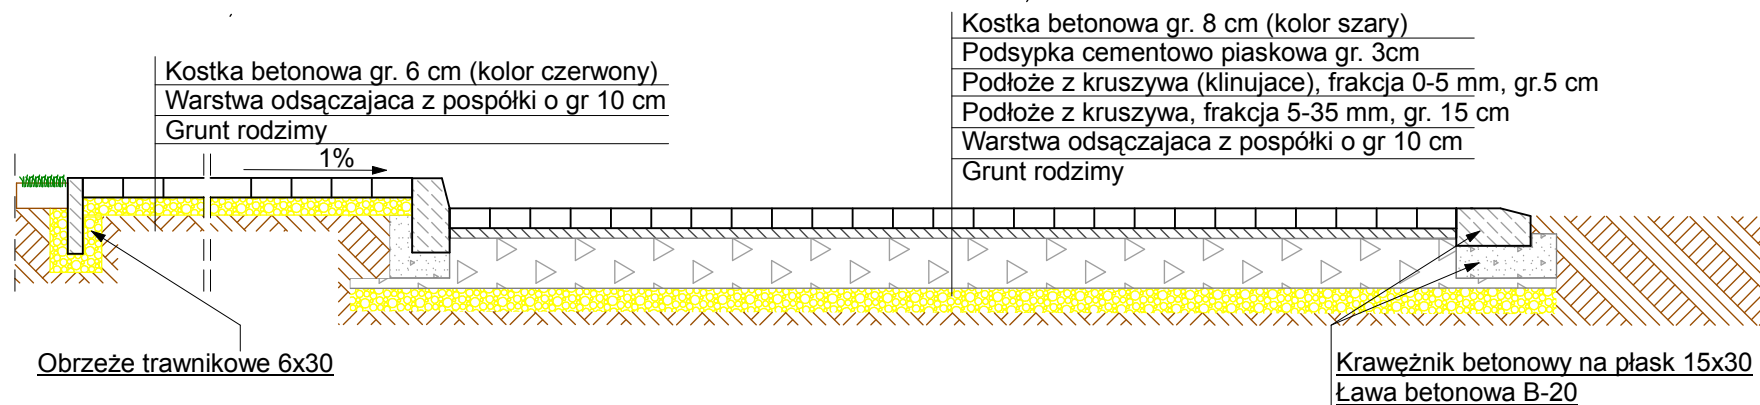 Kostka betonowa gr. 8 cm (kolor szary)
Podsypka cementowo piaskowa gr. 3cm
Podłoże z kruszywa (klinujace), frakcja 0-5 mm, gr.5 cm
Podłoże z kruszywa, frakcja 5-35 mm, gr. 15 cm
Warstwa odsączajaca z pospółki o gr 10 cm
Grunt rodzimy
Kostka betonowa gr. 6 cm (kolor czerwony)
Warstwa odsączajaca z pospółki o gr 10 cm
Grunt rodzimy
1%
Obrzeże trawnikowe 6x30
Krawężnik betonowy na płask 15x30
Ława betonowa B-20